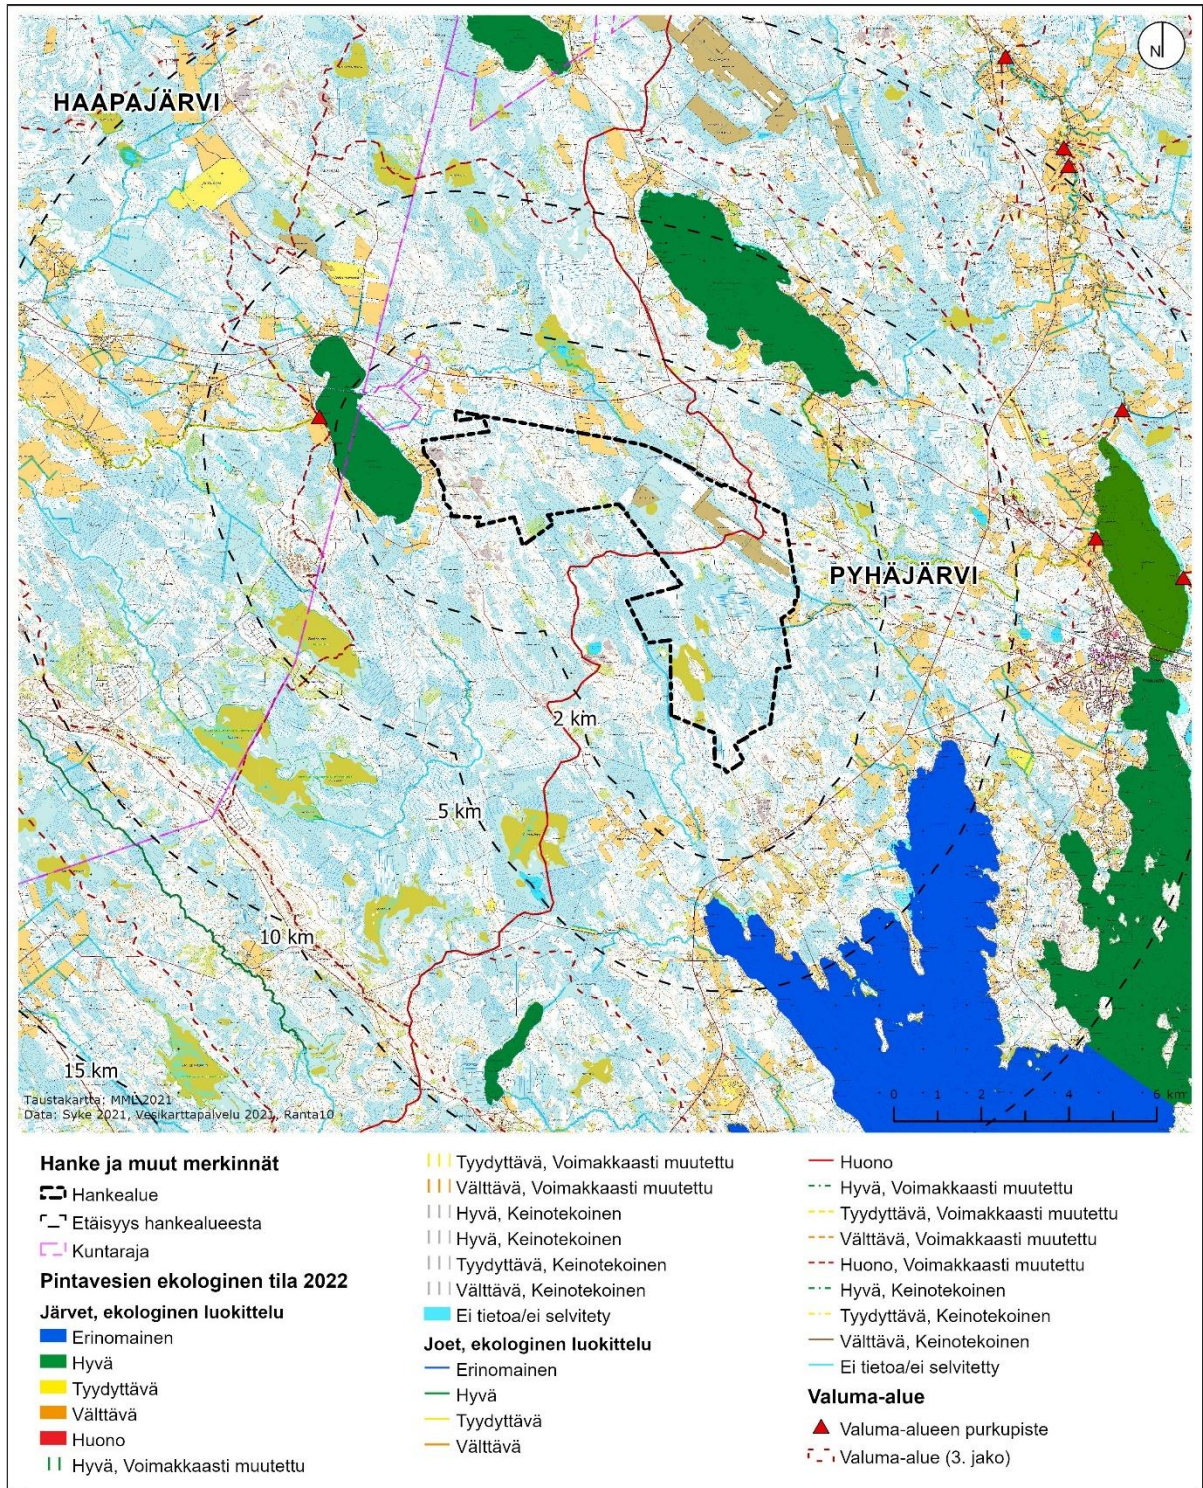 N
HAAPAJÄRVI
PYHÄJÄRVI
2 km
5 km
10 km
15 km
Taustakartta: MML 2021
Data: Syke 2021, Vesikarttapalvelu 2021, Ranta10
0 1 2 4 6 km
Hanke ja muut merkinnät
Hankealue
Etäisyys hankealueesta
Kuntaraja
Pintavesien ekologinen tila 2022
Järvet, ekologinen luokittelu
Erinomainen
Hyvä
Tyydyttävä
Välttävä
Huono
Hyvä, Voimakkaasti muutettu
Tyydyttävä, Voimakkaasti muutettu
Välttävä, Voimakkaasti muutettu
Hyvä, Keinotekoinen
Hyvä, Keinotekoinen
Tyydyttävä, Keinotekoinen
Välttävä, Keinotekoinen
Ei tietoa/ei selvitety
Joet, ekologinen luokittelu
Erinomainen
Hyvä
Tyydyttävä
Välttävä
Huono
Hyvä, Voimakkaasti muutettu
Tyydyttävä, Voimakkaasti muutettu
Välttävä, Voimakkaasti muutettu
Huono, Voimakkaasti muutettu
Hyvä, Keinotekoinen
Tyydyttävä, Keinotekoinen
Välttävä, Keinotekoinen
Ei tietoa/ei selvitetty
Valuma-alue
Valuma-alueen purkupiste
Valuma-alue (3. jako)